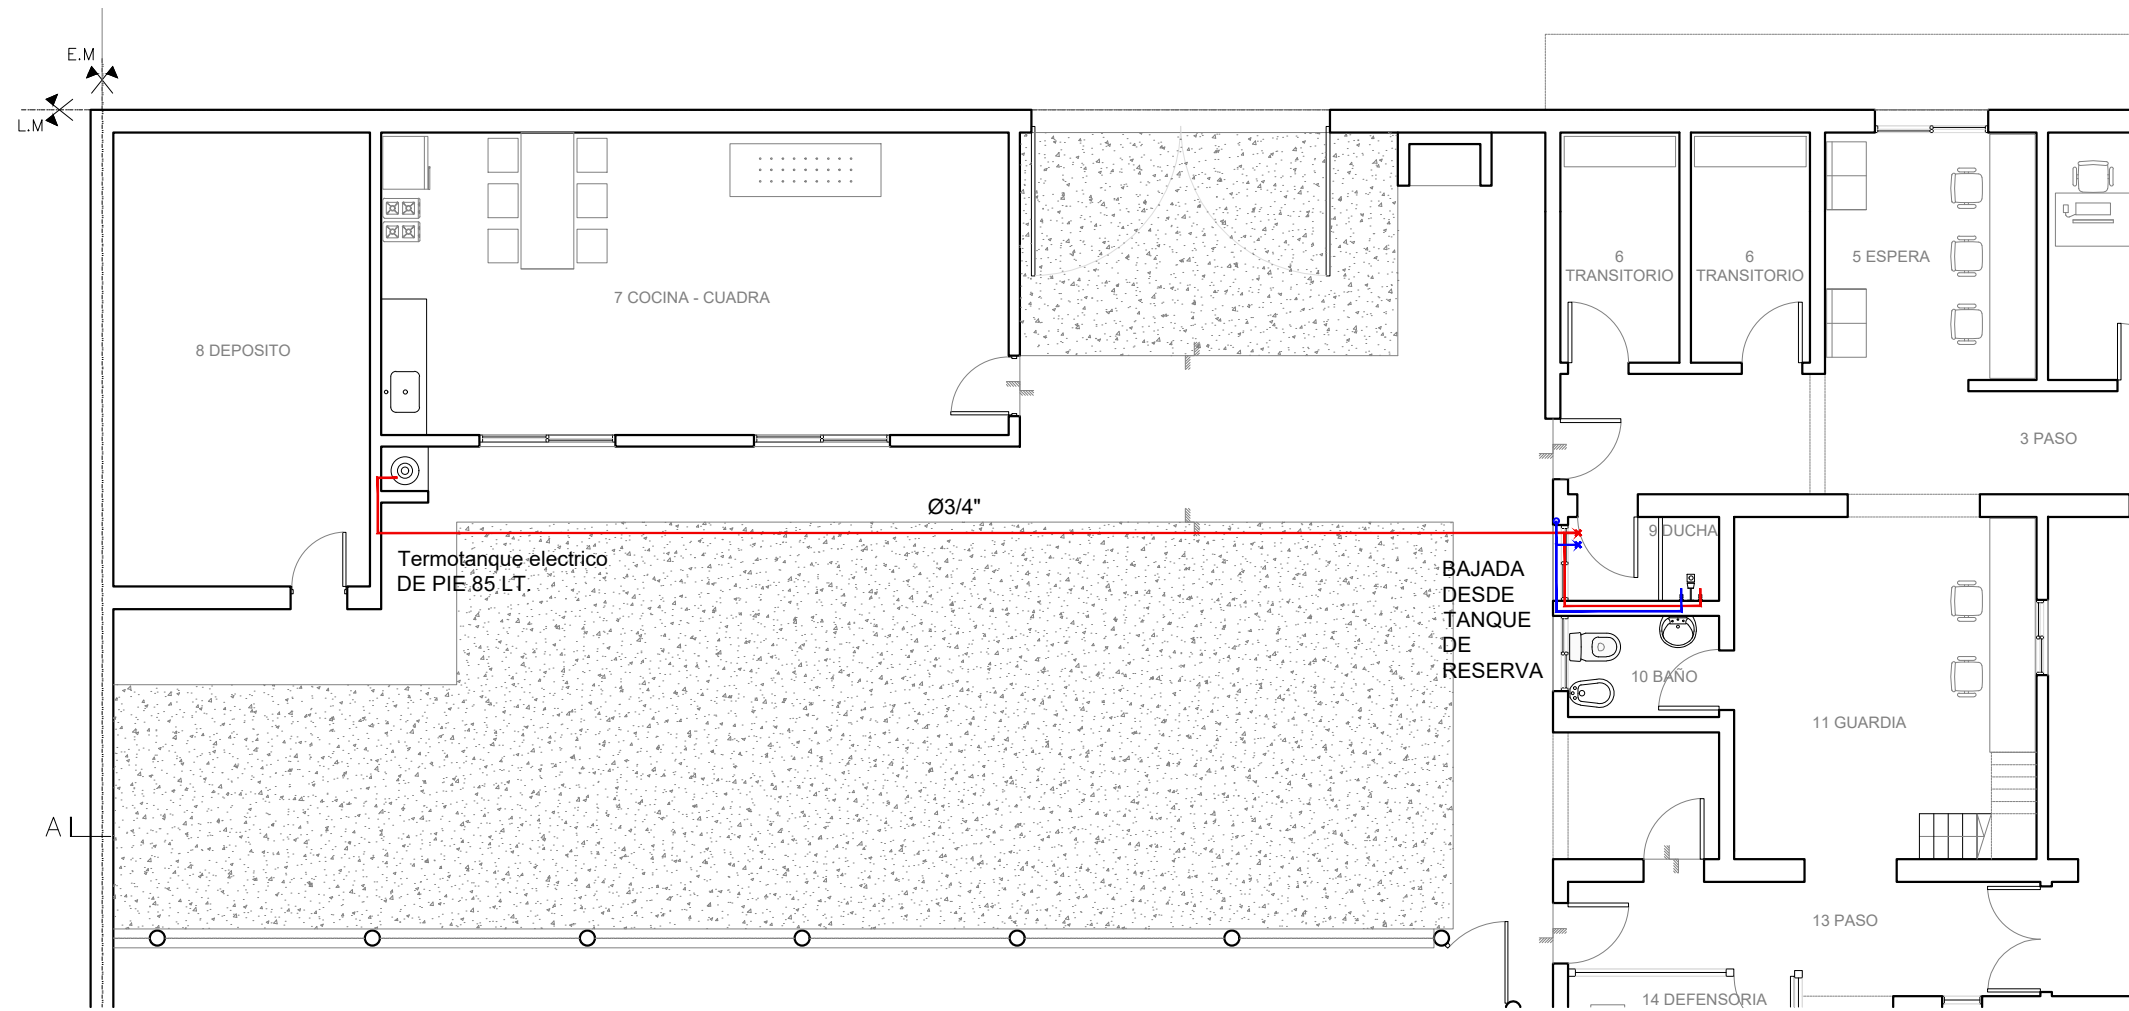 E.M
L.M
6
TRANSITORIO
6
TRANSITORIO
5 ESPERA
7 COCINA - CUADRA
8 DEPOSITO
3 PASO
Ø3/4"
9 DUCHA
Termotanque electrico
DE PIE 85 LT.
BAJADA
DESDE
TANQUE
DE
RESERVA
10 BAÑO
11 GUARDIA
A
13 PASO
14 DEFENSORIA